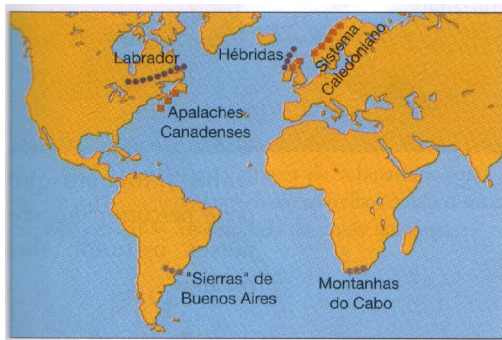 Labrador
Hébridas
Sistema
Caledoniano
Apalaches
Canadenses
"Sierras" de
Buenos Aires
Montanhas
do Cabo